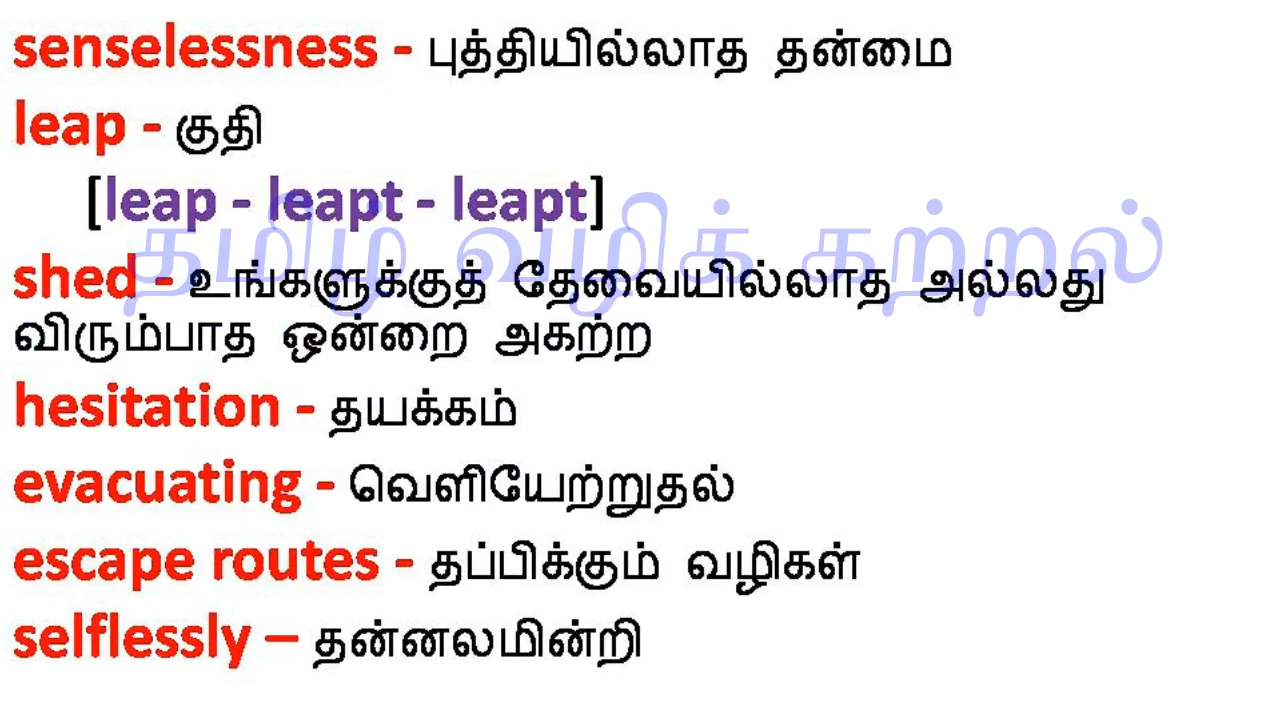 senselessness - புத்தியில்லாத தன்மை
leap - குதி
[leap - leapt - leapt]
தமிழ் வழிக் கற்றல்
shed - உங்களுக்குத் தேவையில்லாத அல்லது
விரும்பாத ஒன்றை அகற்ற
hesitation - தயக்கம்
evacuating - வெளியேற்றுதல்
escape routes - தப்பிக்கும் வழிகள்
selflessly – தன்னலமின்றி